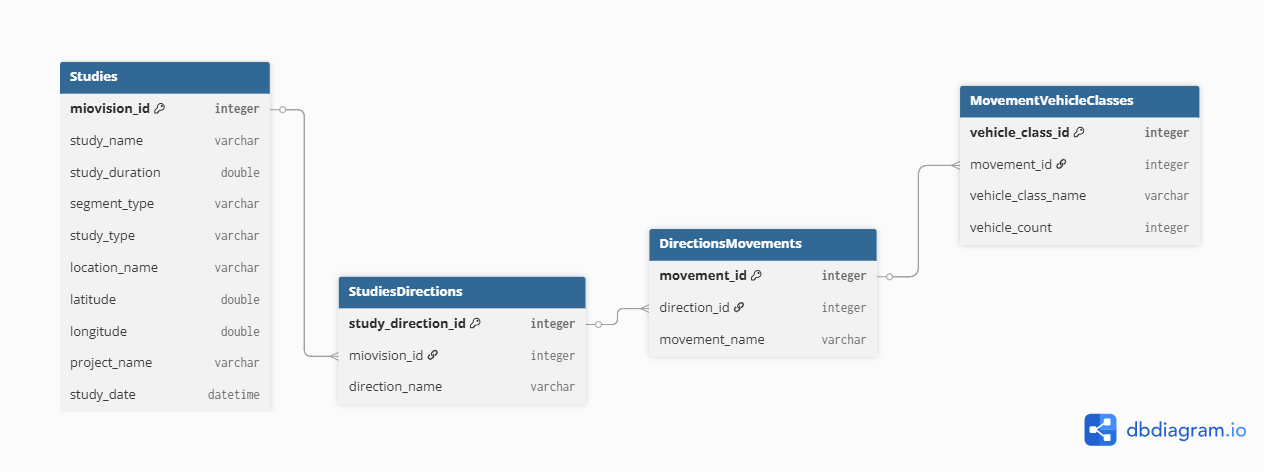 Studies
miovision_id integer
study_name varchar
study_duration double
segment_type varchar
study_type varchar
location_name varchar
latitude double
longitude double
project_name varchar
study_date datetime
StudiesDirections
study_direction_id integer
miovision_id integer
direction_name varchar
DirectionsMovements
movement_id integer
direction_id integer
movement_name varchar
MovementVehicleClasses
vehicle_class_id integer
movement_id integer
vehicle_class_name varchar
vehicle_count integer
dbdiagram.io